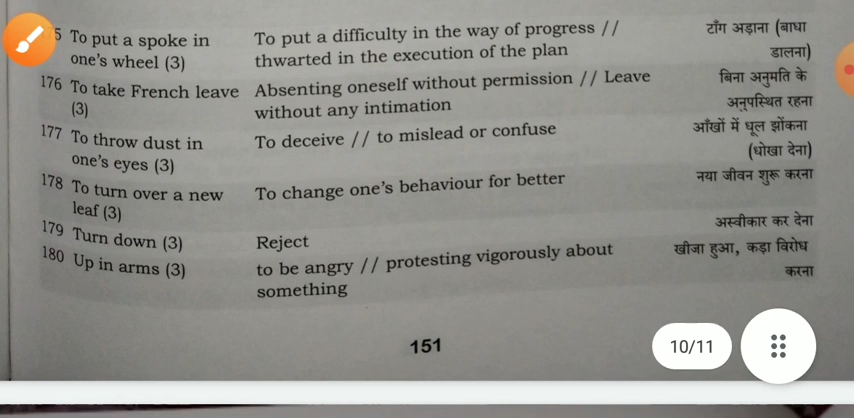 5 To put a spoke in To put a difficulty in the way of progress // टाँग अड़ाना (बाधा
one's wheel (3) thwarted in the execution of the plan डालना)
176 To take French leave Absenting oneself without permission // Leave बिना अनुमति के
(3) without any intimation अनुपस्थित रहना
177 To throw dust in To deceive // to mislead or confuse आँखों में धूल झोंकना
one's eyes (3) (धोखा देना)
178 To turn over a new To change one's behaviour for better नया जीवन शुरू करना
leaf (3)
179 Turn down (3) Reject अस्वीकार कर देना
180 Up in arms (3) to be angry // protesting vigorously about खीजा हुआ, कड़ा विरोध
something करना
151
10/11